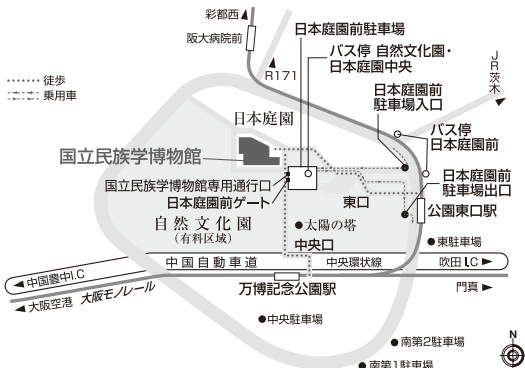 彩都西
阪大病院前
R171
徒歩
乗用車
日本庭園前駐車場
バス停 自然文化園・
日本庭園中央
JR茨木
日本庭園前
駐車場入口
バス停
日本庭園前
日本庭園
国立民族学博物館
国立民族学博物館専用通行口
日本庭園前ゲート
東口
日本庭園前
駐車場出口
公園東口駅
自然文化園
(有料区域)
太陽の塔
中央口
東駐車場
中国豊中I.C
中国自動車道
中央環状線
吹田I.C
大阪空港
大阪モノレール
万博記念公園駅
門真
中央駐車場
南第2駐車場
南第1駐車場
N